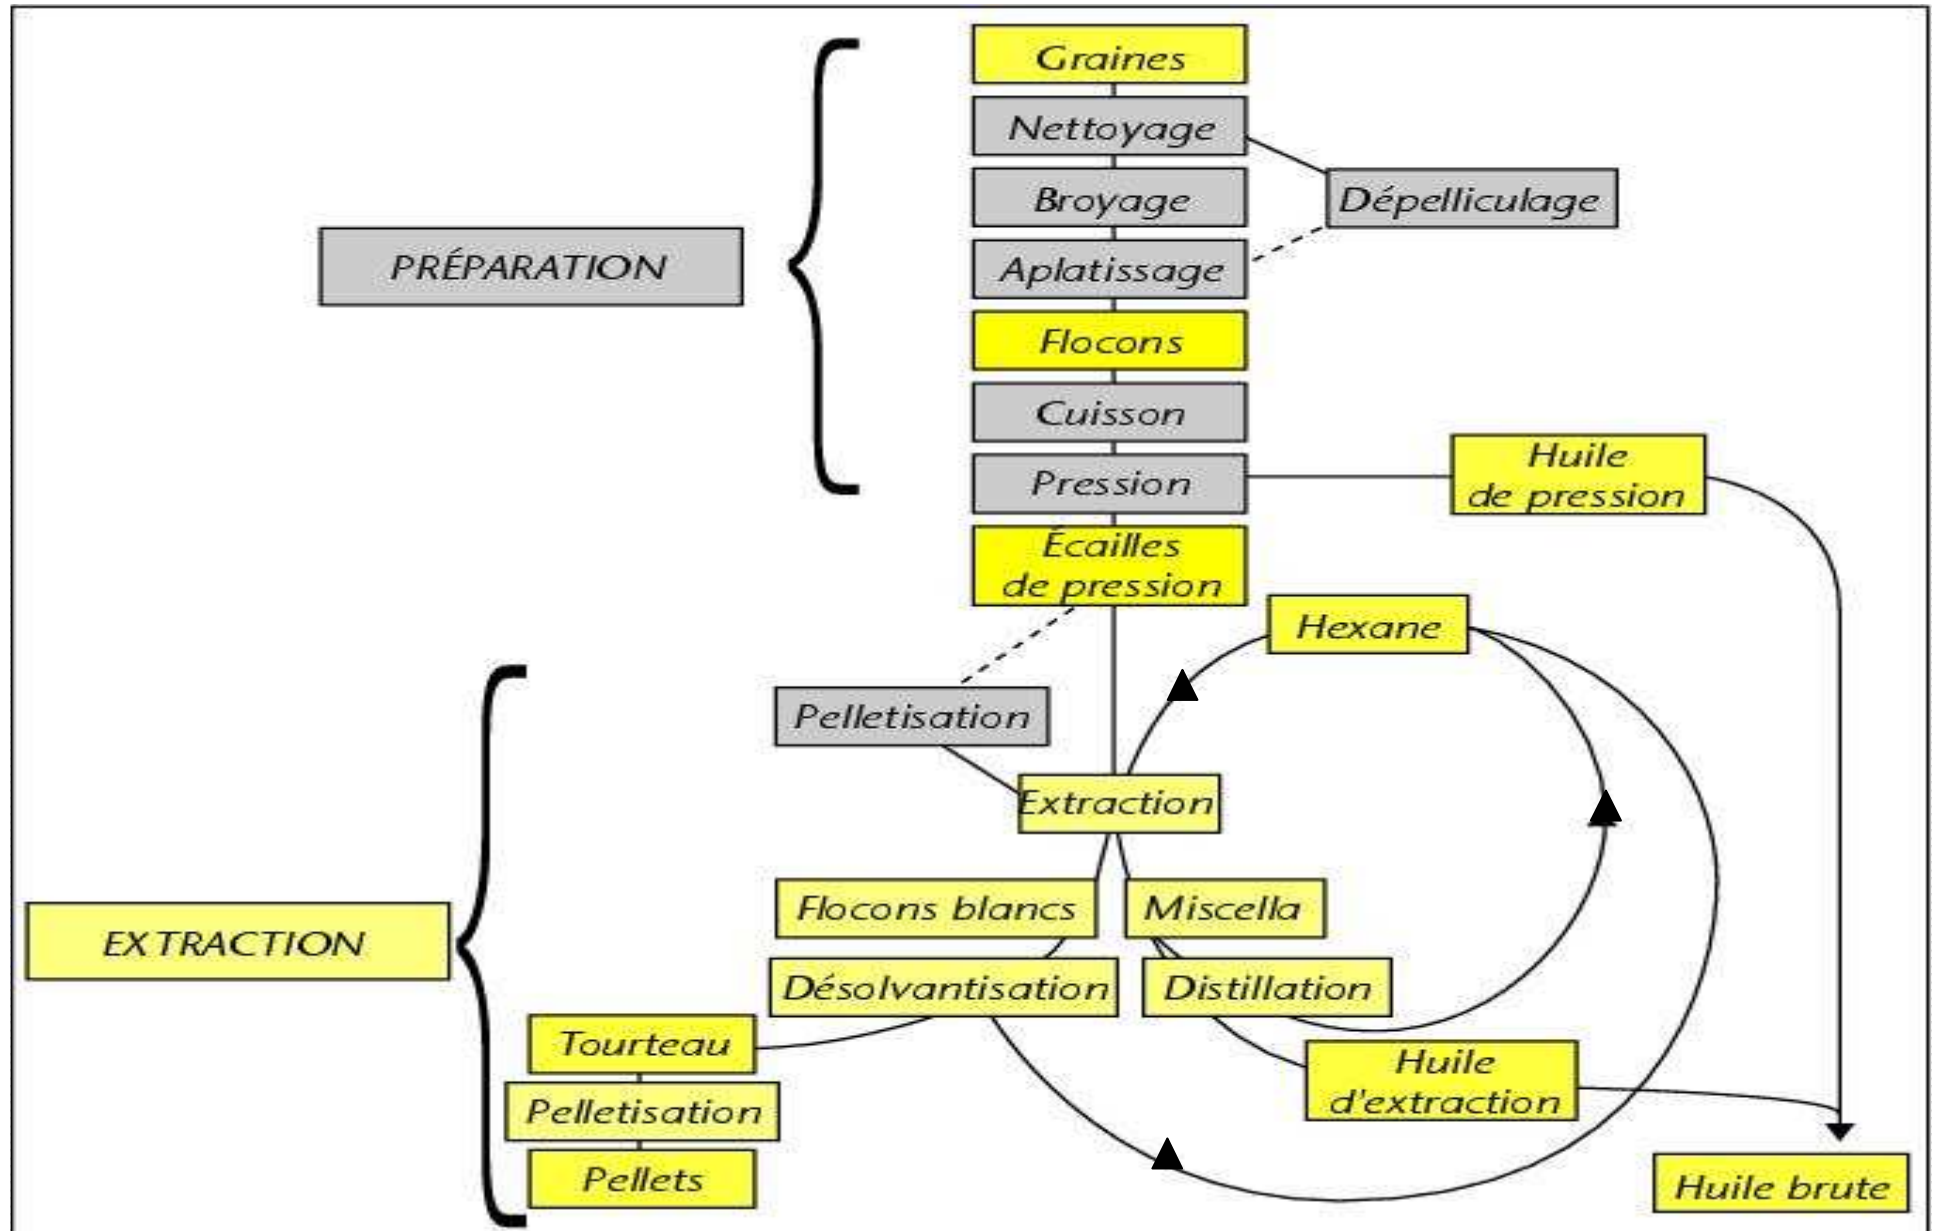 Graines
Nettoyage
Broyage
Dépelliculage
PRÉPARATION
Aplatissage
Flocons
Cuisson
Pression
Huile
de pression
Écailles
de pression
Hexane
Pelletisation
Extraction
Flocons blancs
Miscella
EXTRACTION
Désolvantisation
Distillation
Tourteau
Huile
d'extraction
Pelletisation
Pellets
Huile brute